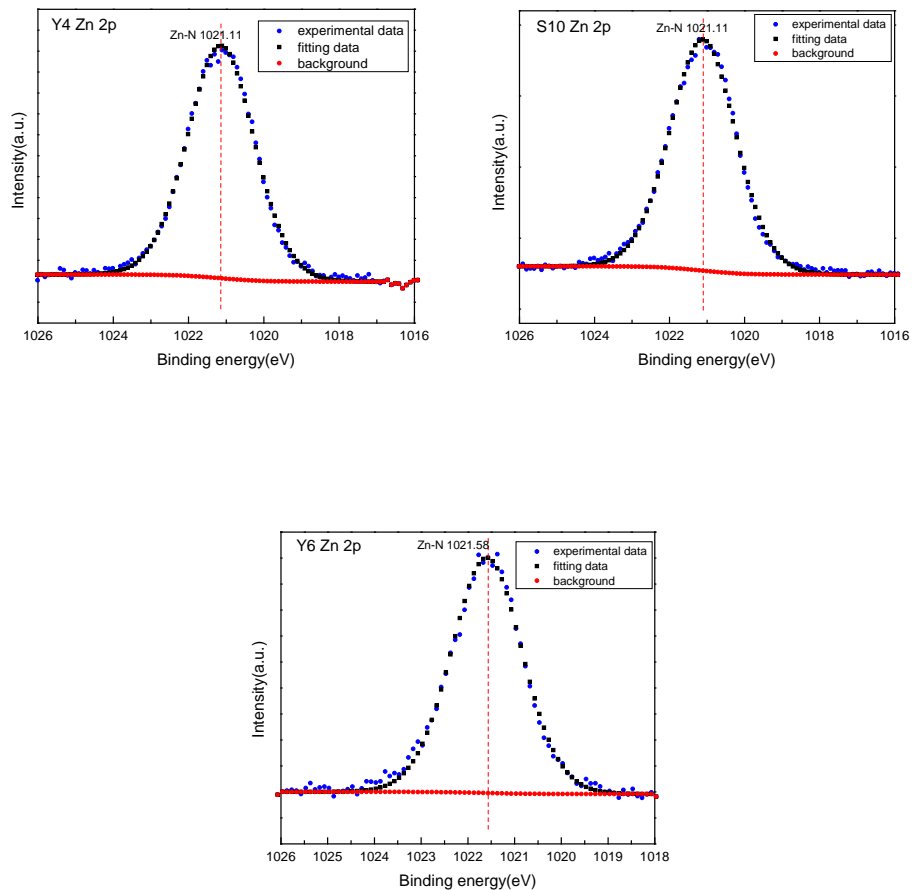 Y4 Zn 2p
Zn-N 1021.11
experimental data
fitting data
background
Intensity(a.u.)
1026 1024 1022 1020 1018 1016
Binding energy(eV)
S10 Zn 2p
Zn-N 1021.11
experimental data
fitting data
background
Intensity(a.u.)
1026 1024 1022 1020 1018 1016
Binding energy(eV)
Y6 Zn 2p
Zn-N 1021.58
experimental data
fitting data
background
Intensity(a.u.)
1026 1025 1024 1023 1022 1021 1020 1019 1018
Binding energy(eV)